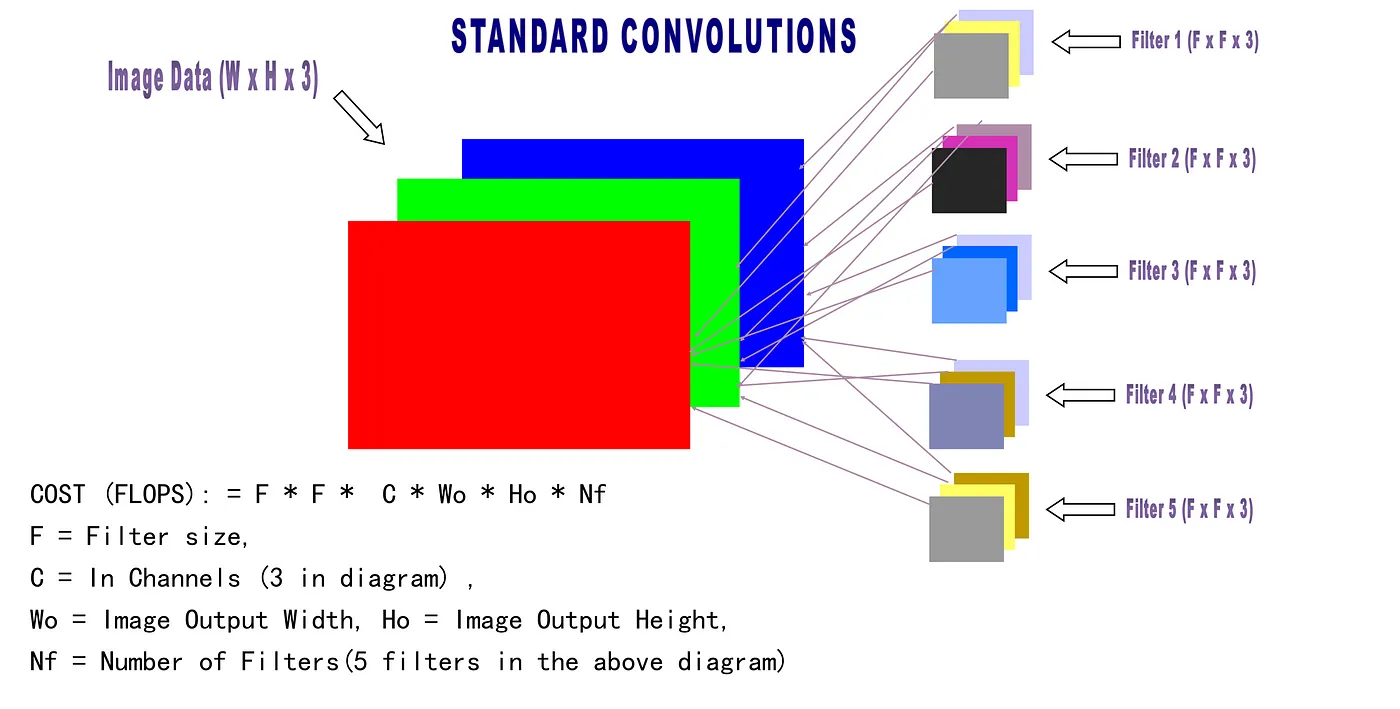 STANDARD CONVOLUTIONS
Image Data (W x H x 3)
Filter 1 (F x F x 3)
Filter 2 (F x F x 3)
Filter 3 (F x F x 3)
Filter 4 (F x F x 3)
Filter 5 (F x F x 3)
COST (FLOPS): = F * F *  C * Wo * Ho * Nf
F = Filter size,
C = In Channels (3 in diagram) ,
Wo = Image Output Width, Ho = Image Output Height,
Nf = Number of Filters(5 filters in the above diagram)